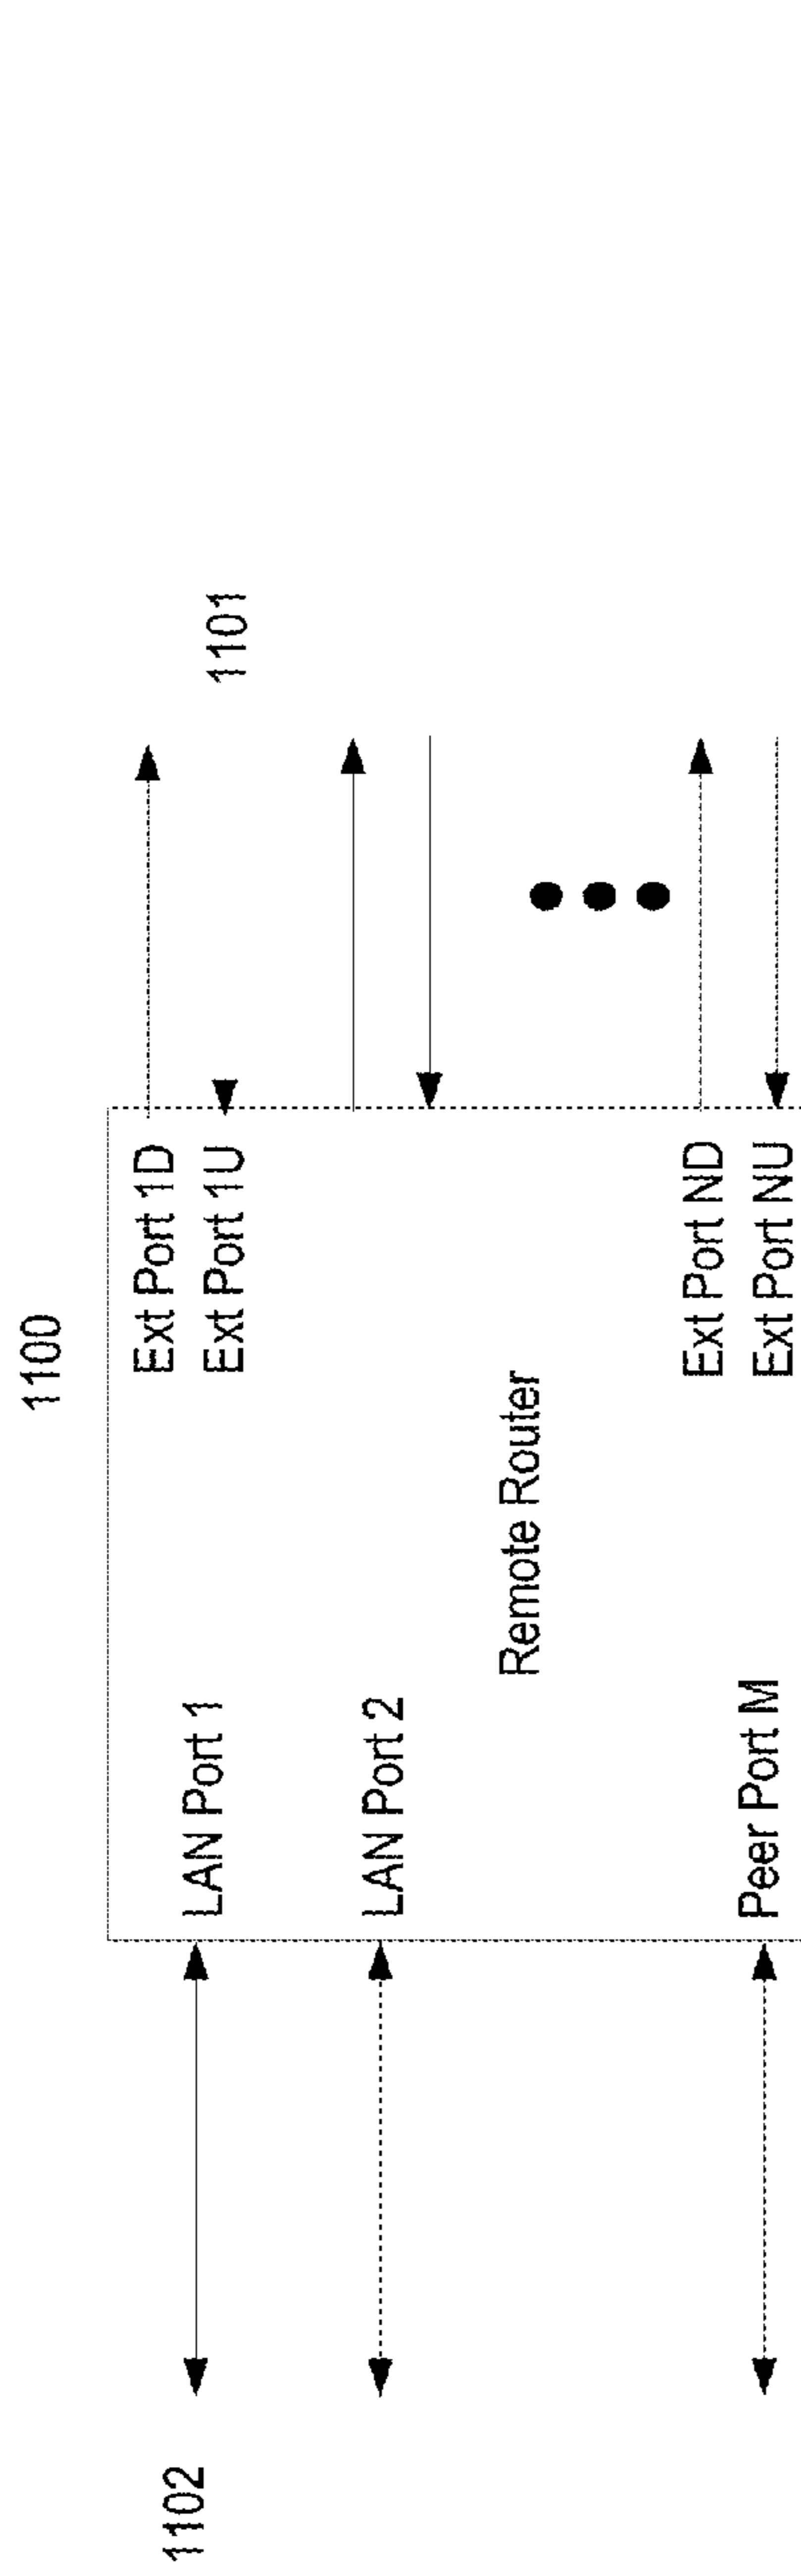 1100
LAN Port 1
Ext Port 1D
Ext Port 1U
1101
1102
LAN Port 2
Remote Router
Peer Port M
Ext Port ND
Ext Port NU